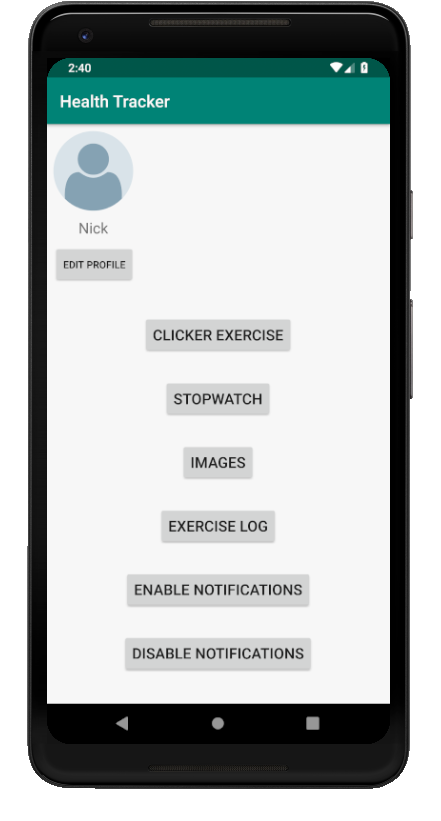 2:40
Health Tracker
Nick
EDIT PROFILE
CLICKER EXERCISE
STOPWATCH
IMAGES
EXERCISE LOG
ENABLE NOTIFICATIONS
DISABLE NOTIFICATIONS